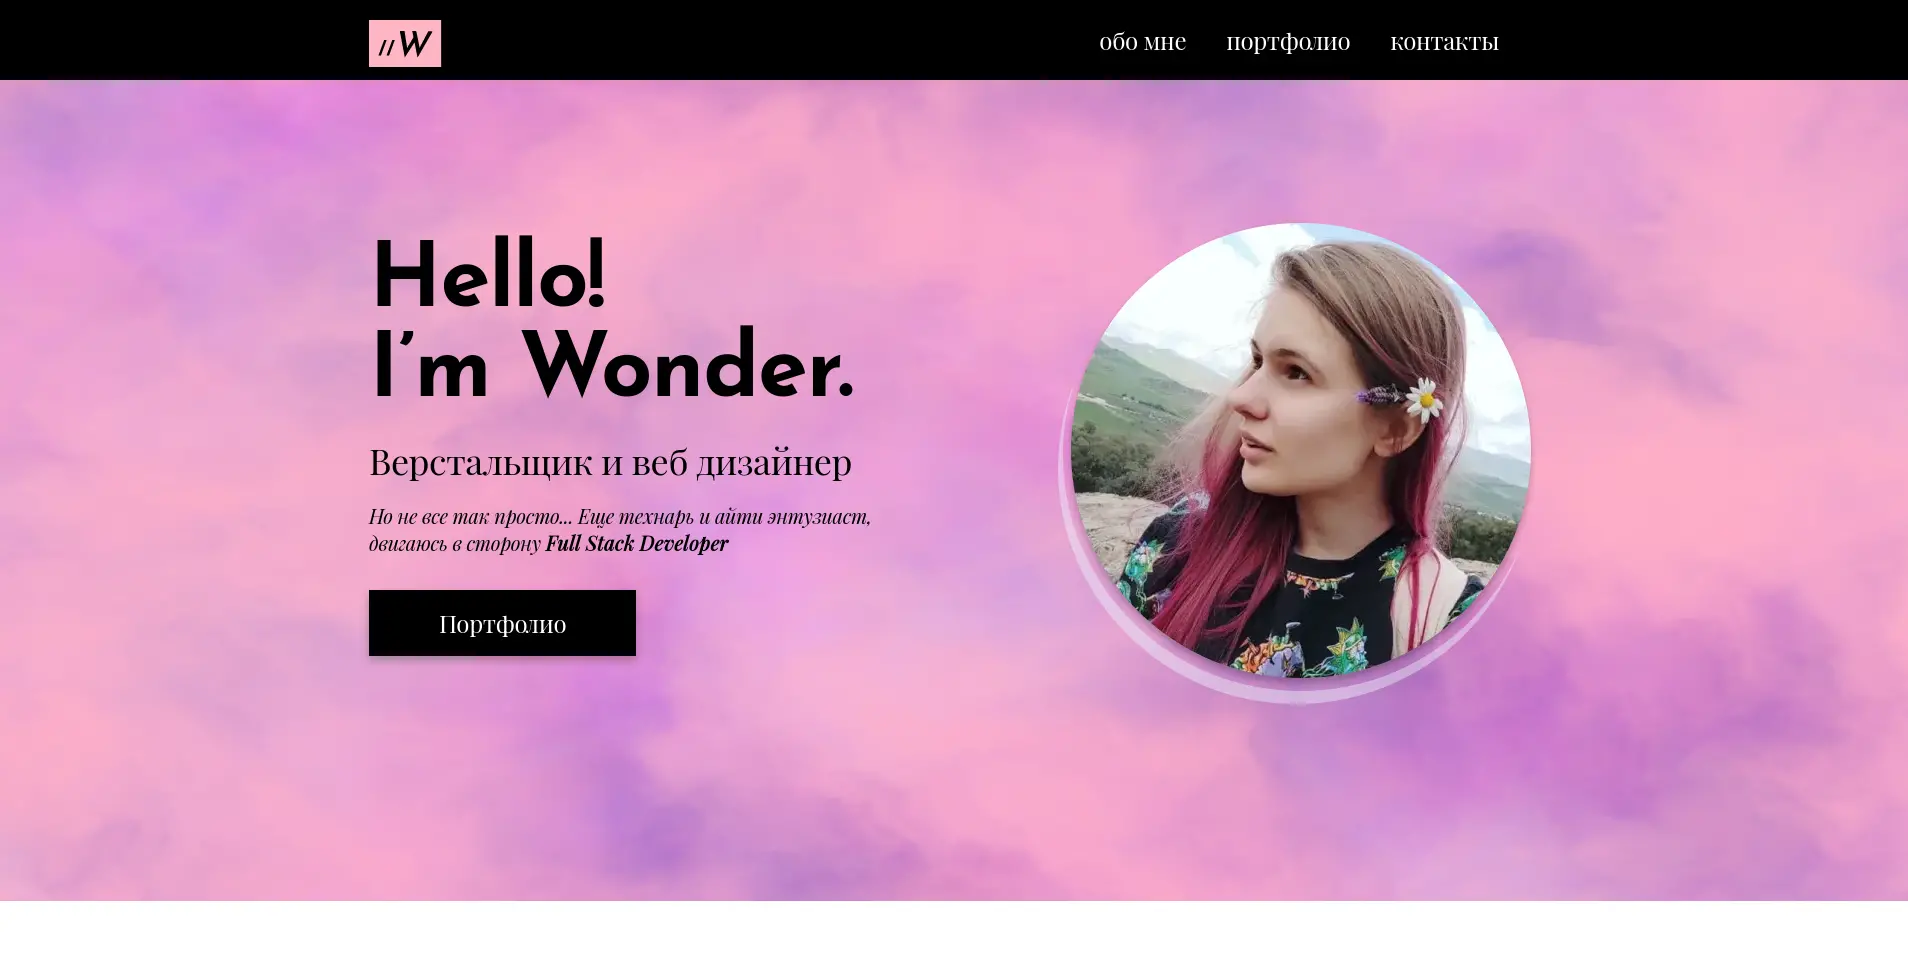 //W
обо мне портфолио контакты
Hello!
I’m Wonder.
Верстальщик и веб дизайнер
Но не все так просто... Еще технарь и айти энтузиаст,
двигаюсь в сторону Full Stack Developer
Портфолио